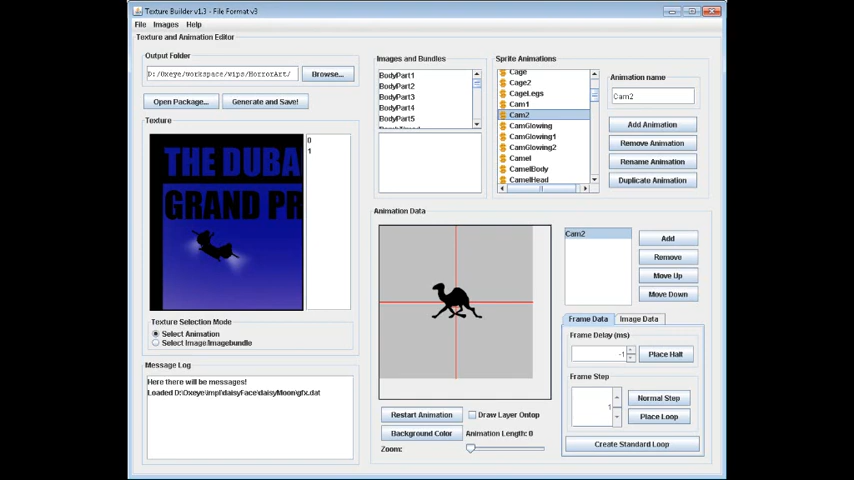 Texture Builder v1.3 - File Format v3
File Images Help
Texture and Animation Editor
Output Folder
D:/Oxeye/workspace/wips/HorrorArt/
Browse...
Open Package...
Generate and Save!
Texture
THE DUBA
GRAND PR
0
1
Texture Selection Mode
Select Animation
Select Image/Imagebundle
Message Log
Here there will be messages!
Loaded D:\Oxeye\impl\daisyFace\daisyMoon\gfx.dat
Images and Bundles
BodyPart1
BodyPart2
BodyPart3
BodyPart4
BodyPart5
Sprite Animations
Cage
Cage2
CageLegs
Cam1
Cam2
CamGlowing
CamGlowing1
CamGlowing2
Camel
CamelBody
CamelHead
Animation name
Cam2
Add Animation
Remove Animation
Rename Animation
Duplicate Animation
Animation Data
Cam2
Add
Remove
Move Up
Move Down
Frame Data
Image Data
Frame Delay (ms)
-1
Place Halt
Frame Step
1
Normal Step
Place Loop
Create Standard Loop
Restart Animation
Draw Layer Ontop
Background Color
Animation Length: 0
Zoom: